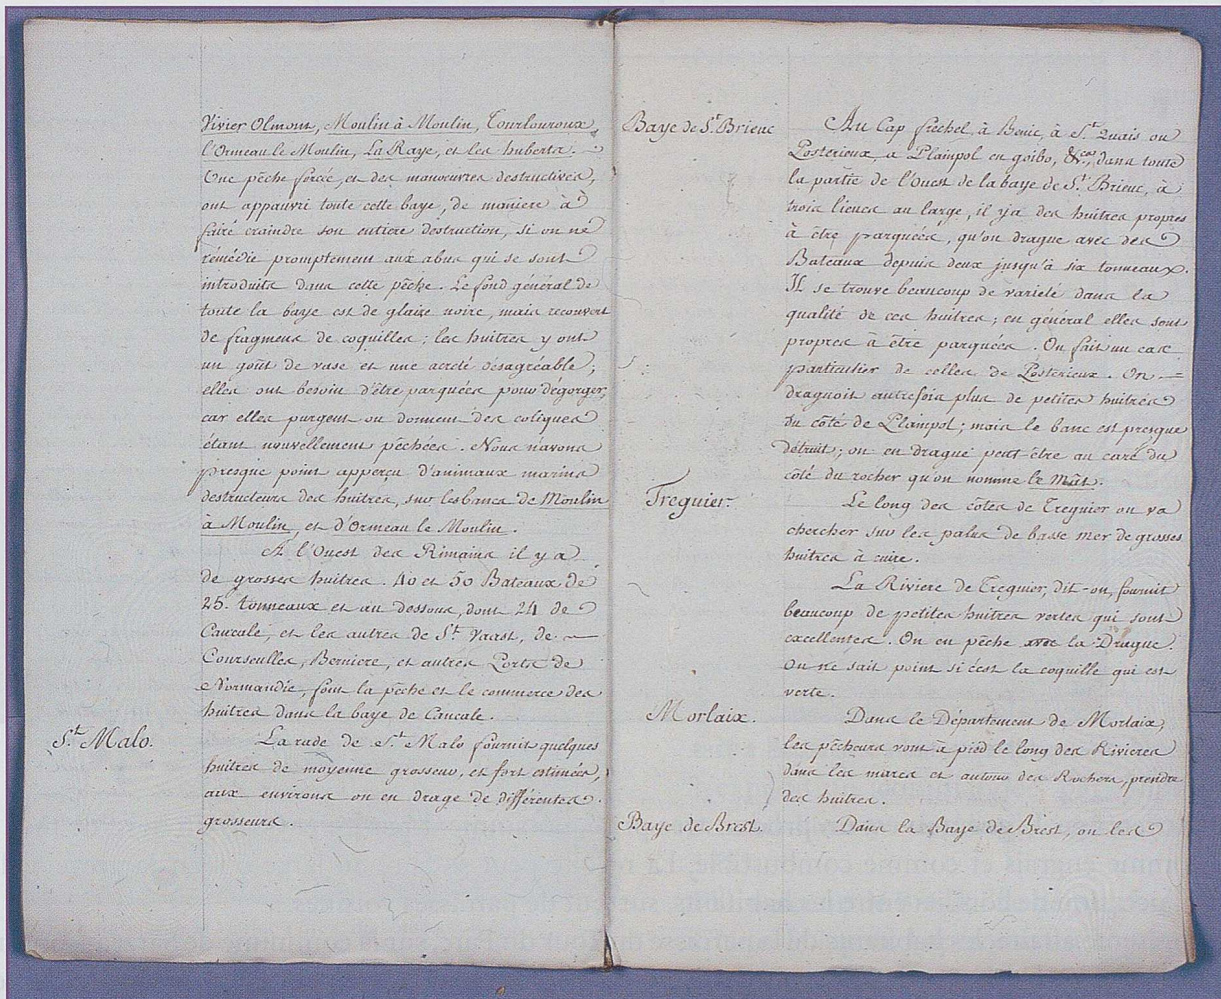 Vivier Olmont, Moulin à Moulin, Tourlouroux,
l'Ormeau le Moulin, La Raye, et les huberts.
Une pêche forcée, et des manoeuvres destructives,
ont appauvri toute cette baye, de maniere à
faire craindre son entiere destruction, si on ne
remédie promptement aux abus qui se sont
introduits dans cette pêche. Le fond général de
toute la baye est de glaise noire, mais recouvert
de fragmens de coquilles; les huitres y ont
un goût de vase et une acreté désagréable;
elles ont besoin d'être parquées pour dégorger,
car elles purgent ou donnent des coliques
étant nouvellement pêchées. Nous n'avons
presque point apperçu d'animaux marins
destructeurs des huitres, sur les bancs de Moulin
à Moulin, et d'Ormeau le Moulin.
A l'Ouest des Rimains il y a
de grosses huitres. 40 et 50 Bateaux de
25. tonneaux et au dessous, dont 24 de
Cancale, et les autres de St. Vaast, de
Courseulles, Berniere, et autres Ports de
Normandie, font la pêche et le commerce des
huitres dans la baye de Cancale.
St. Malo.
La rade de St. Malo fournit quelques
huitres de moyenne grosseur, et fort estimées,
aux environs on en drage de différentes
grosseurs.
Baye de St. Brieuc
Au Cap frechel, à Benic, à St. Quais ou
Posterieux, a Plaimpol en goibo, &cas, dans toute
la partie de l'Ouest de la baye de St. Brieuc, à
trois lieues au large, il y a des huitres propres
à être parquées, qu'on drague avec des
Bateaux depuis deux jusqu'à six tonneaux.
Il se trouve beaucoup de varieté dans la
qualité de ces huitres; en général elles sont
propres à être parquées. On fait un cas
particulier de celles de Posterieux. On
draguoit autrefois plus de petites huitres
du côté de Plaimpol; mais le banc est presque
détruit; on en drague peut être au care du
côté du rocher qu'on nomme le Mâts.
Treguier.
Le long des côtes de Treguier on va
chercher sur les palus de basse mer de grosses
huitres à cuire.
La Riviere de Treguier, dit-on, fournit
beaucoup de petites huitres vertes qui sont
excellentes. On en pêche avec la Drague.
On ne sait point si c'est la coquille qui est
verte.
Morlaix.
Dans le Département de Morlaix,
les pêcheurs vont à pied le long des Rivieres
dans les mares et autour des Rochers, prendre
des huitres.
Baye de Brest.
Dans la Baye de Brest, on les